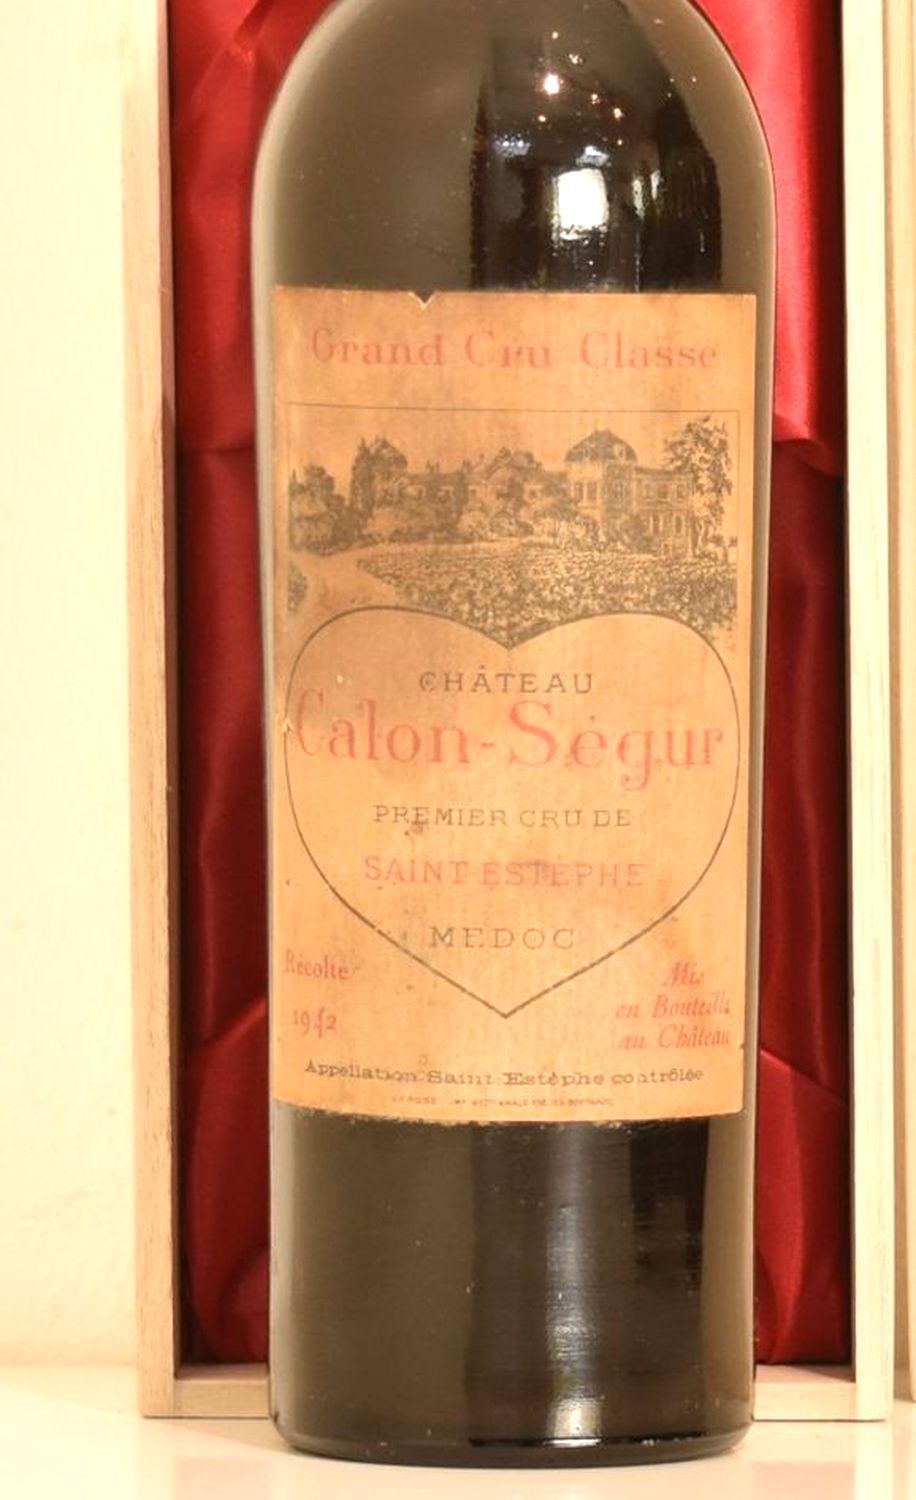 Grand Cru Classé
CHÂTEAU
Calon-Ségur
PREMIER CRU DE
SAINT-ESTÈPHE
MEDOC
Récolte
1942
Mis
en Bouteille
au Château
Appellation Saint Estèphe contrôlée